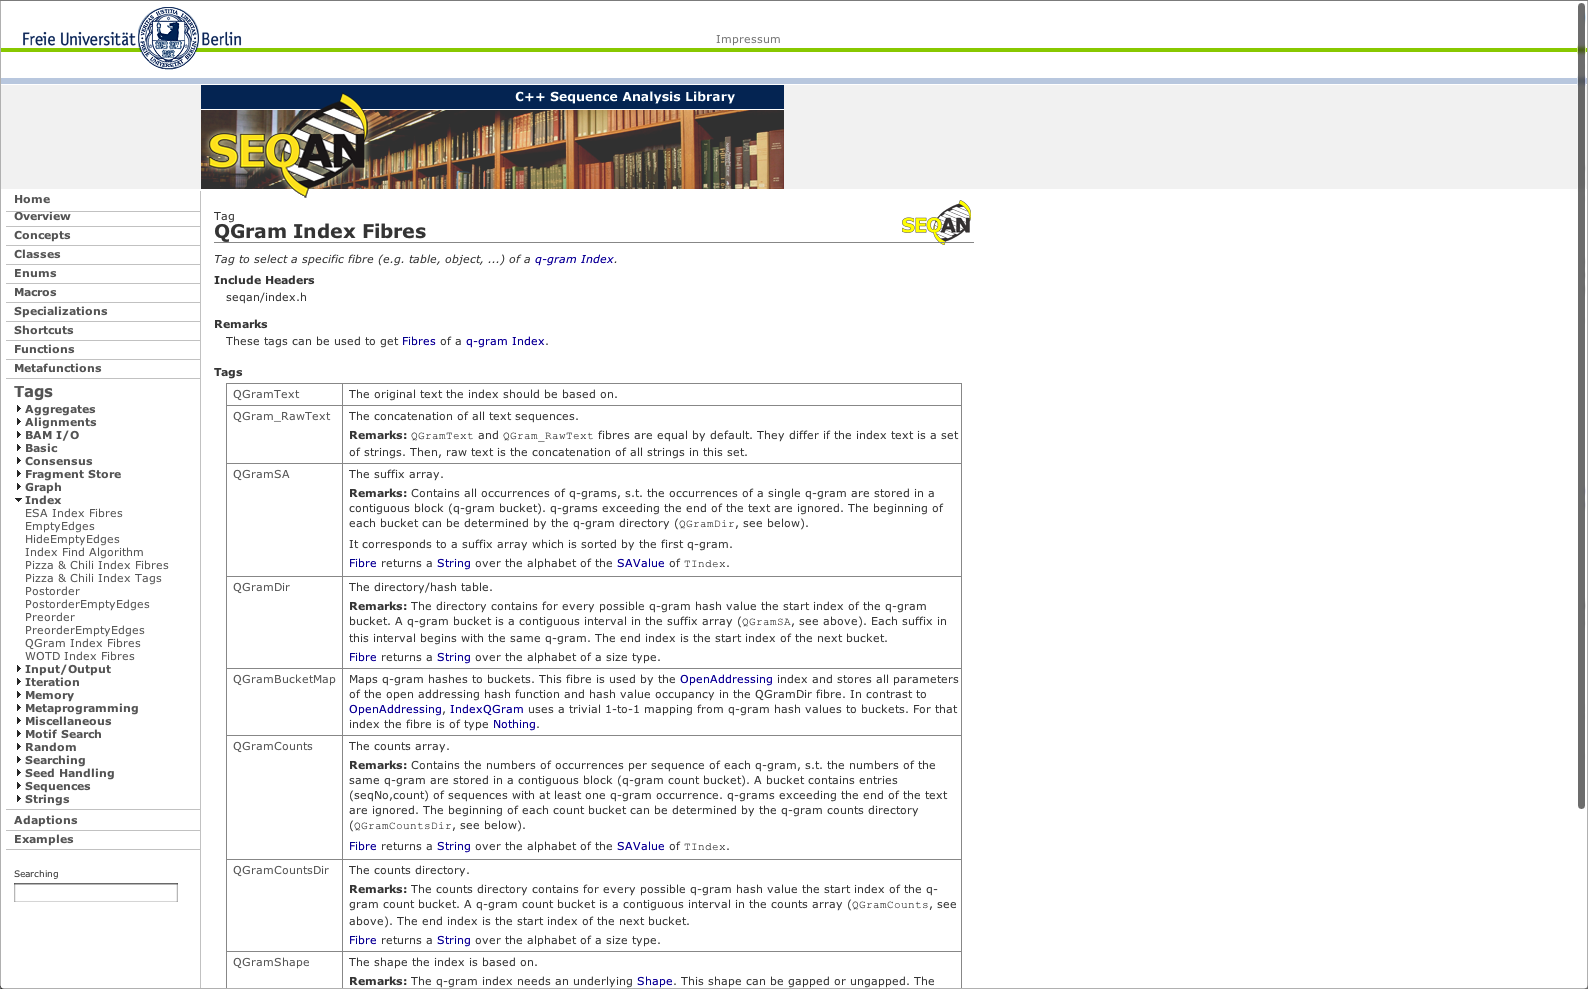 Freie Universität Berlin
Impressum
C++ Sequence Analysis Library
SEQAN
Home
Overview
Concepts
Classes
Enums
Macros
Specializations
Shortcuts
Functions
Metafunctions
Tags
Aggregates
Alignments
BAM I/O
Basic
Consensus
Fragment Store
Graph
Index
ESA Index Fibres
EmptyEdges
HideEmptyEdges
Index Find Algorithm
Pizza & Chili Index Fibres
Pizza & Chili Index Tags
Postorder
PostorderEmptyEdges
Preorder
PreorderEmptyEdges
QGram Index Fibres
WOTD Index Fibres
Input/Output
Iteration
Memory
Metaprogramming
Miscellaneous
Motif Search
Random
Searching
Seed Handling
Sequences
Strings
Adaptions
Examples
Searching
Tag
QGram Index Fibres
SEQAN
Tag to select a specific fibre (e.g. table, object, ...) of a q-gram Index.
Include Headers
seqan/index.h
Remarks
These tags can be used to get Fibres of a q-gram Index.
Tags
QGramText
The original text the index should be based on.
QGram_RawText
The concatenation of all text sequences.
Remarks: QGramText and QGram_RawText fibres are equal by default. They differ if the index text is a set
of strings. Then, raw text is the concatenation of all strings in this set.
QGramSA
The suffix array.
Remarks: Contains all occurrences of q-grams, s.t. the occurrences of a single q-gram are stored in a
contiguous block (q-gram bucket). q-grams exceeding the end of the text are ignored. The beginning of
each bucket can be determined by the q-gram directory (QGramDir, see below).
It corresponds to a suffix array which is sorted by the first q-gram.
Fibre returns a String over the alphabet of the SAValue of TIndex.
QGramDir
The directory/hash table.
Remarks: The directory contains for every possible q-gram hash value the start index of the q-gram
bucket. A q-gram bucket is a contiguous interval in the suffix array (QGramSA, see above). Each suffix in
this interval begins with the same q-gram. The end index is the start index of the next bucket.
Fibre returns a String over the alphabet of a size type.
QGramBucketMap
Maps q-gram hashes to buckets. This fibre is used by the OpenAddressing index and stores all parameters
of the open addressing hash function and hash value occupancy in the QGramDir fibre. In contrast to
OpenAddressing, IndexQGram uses a trivial 1-to-1 mapping from q-gram hash values to buckets. For that
index the fibre is of type Nothing.
QGramCounts
The counts array.
Remarks: Contains the numbers of occurrences per sequence of each q-gram, s.t. the numbers of the
same q-gram are stored in a contiguous block (q-gram count bucket). A bucket contains entries
(seqNo,count) of sequences with at least one q-gram occurrence. q-grams exceeding the end of the text
are ignored. The beginning of each count bucket can be determined by the q-gram counts directory
(QGramCountsDir, see below).
Fibre returns a String over the alphabet of the SAValue of TIndex.
QGramCountsDir
The counts directory.
Remarks: The counts directory contains for every possible q-gram hash value the start index of the q-
gram count bucket. A q-gram count bucket is a contiguous interval in the counts array (QGramCounts, see
above). The end index is the start index of the next bucket.
Fibre returns a String over the alphabet of a size type.
QGramShape
The shape the index is based on.
Remarks: The q-gram index needs an underlying Shape. This shape can be gapped or ungapped. The